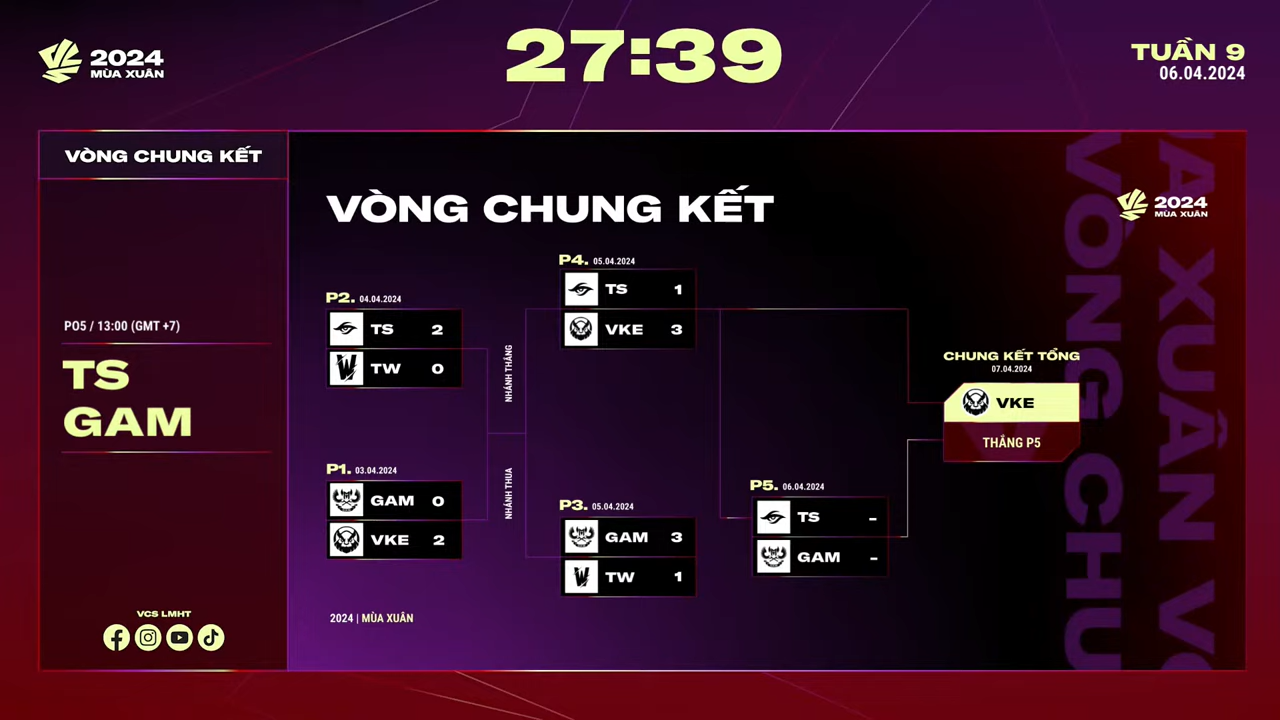 2024
MÙA XUÂN
27:39
TUẦN 9
06.04.2024
VÒNG CHUNG KẾT
PO5 / 13:00 (GMT +7)
TS
GAM
VCS LMHT
VÒNG CHUNG KẾT
2024
MÙA XUÂN
P2. 04.04.2024
TS 2
TW 0
P1. 03.04.2024
GAM 0
VKE 2
NHÁNH THẮNG
NHÁNH THUA
P4. 05.04.2024
TS 1
VKE 3
P3. 05.04.2024
GAM 3
TW 1
P5. 06.04.2024
TS -
GAM -
CHUNG KẾT TỔNG
07.04.2024
VKE
THẮNG P5
2024 | MÙA XUÂN
VÒNG CHU
XUÂN